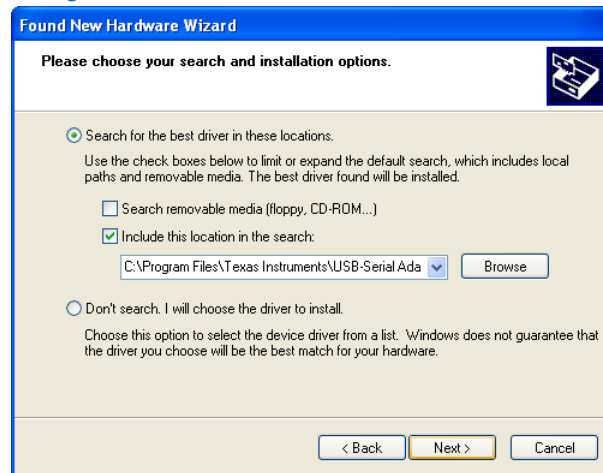 Found New Hardware Wizard
Please choose your search and installation options.
Search for the best driver in these locations.
Use the check boxes below to limit or expand the default search, which includes local
paths and removable media. The best driver found will be installed.
Search removable media (floppy, CD-ROM...)
Include this location in the search:
C:\Program Files\Texas Instruments\USB-Serial Ada
Browse
Don't search. I will choose the driver to install.
Choose this option to select the device driver from a list. Windows does not guarantee that
the driver you choose will be the best match for your hardware.
< Back Next > Cancel